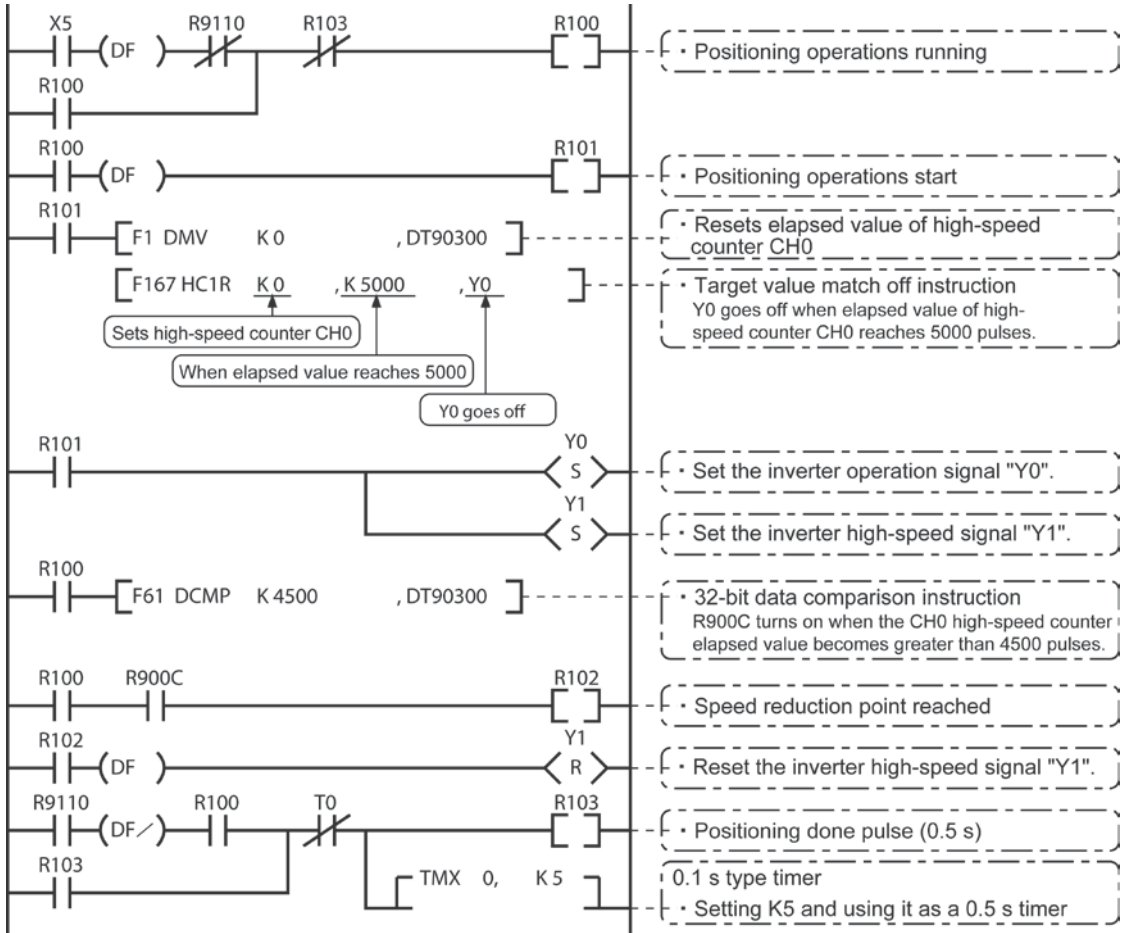 X5 R9110 R103 R100
(DF ) · Positioning operations running
R100
R100 R101
(DF ) · Positioning operations start
R101
F1 DMV K 0 , DT90300 · Resets elapsed value of high-speed
counter CH0
F167 HC1R K 0 , K 5000 , Y0 · Target value match off instruction
Y0 goes off when elapsed value of high-
speed counter CH0 reaches 5000 pulses.
Sets high-speed counter CH0
When elapsed value reaches 5000
Y0 goes off
R101 Y0
S · Set the inverter operation signal "Y0".
Y1
S · Set the inverter high-speed signal "Y1".
R100
F61 DCMP K 4500 , DT90300 · 32-bit data comparison instruction
R900C turns on when the CH0 high-speed counter
elapsed value becomes greater than 4500 pulses.
R100 R900C R102
· Speed reduction point reached
R102 Y1
(DF ) R · Reset the inverter high-speed signal "Y1".
R9110 R100 T0 R103
(DF/ ) · Positioning done pulse (0.5 s)
R103
TMX 0, K 5 0.1 s type timer
· Setting K5 and using it as a 0.5 s timer